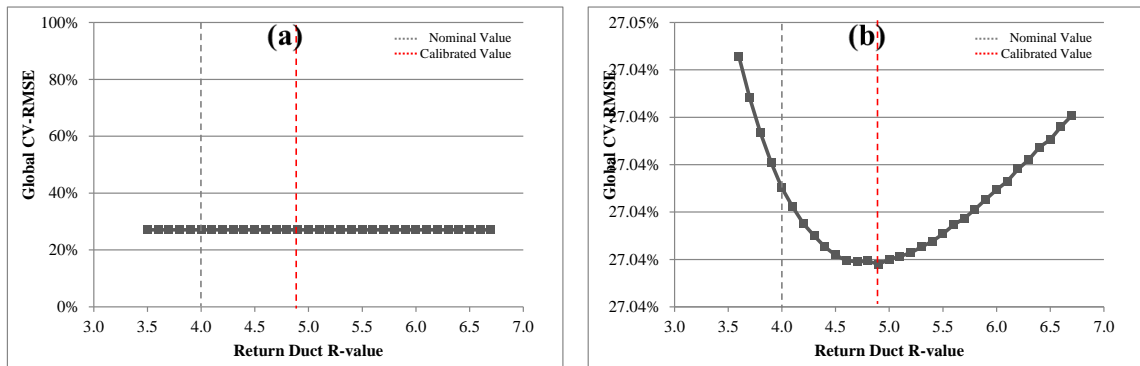 (a)
Nominal Value
Calibrated Value
Global CV-RMSE
100%
80%
60%
40%
20%
0%
3.0 3.5 4.0 4.5 5.0 5.5 6.0 6.5 7.0
Return Duct R-value
(b)
Nominal Value
Calibrated Value
Global CV-RMSE
27.05%
27.04%
27.04%
27.04%
27.04%
27.04%
27.04%
3.0 3.5 4.0 4.5 5.0 5.5 6.0 6.5 7.0
Return Duct R-value